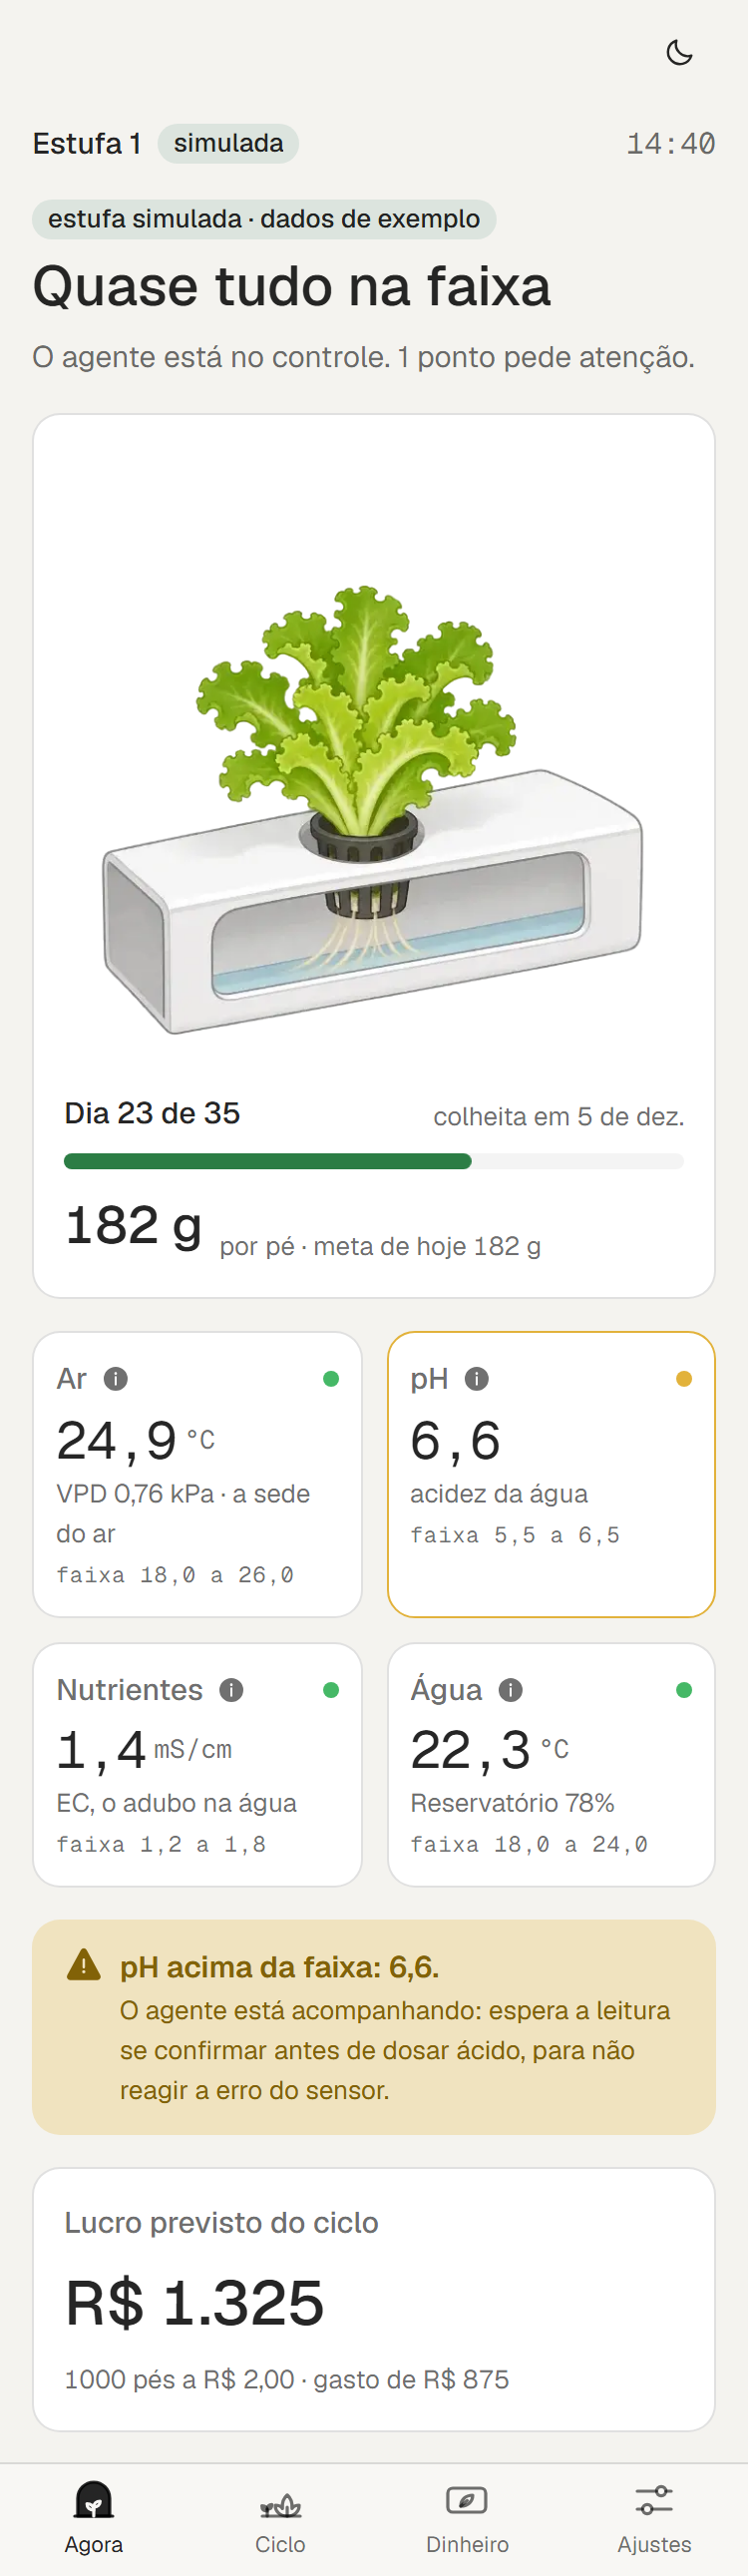 Estufa 1 simulada 14:40
estufa simulada · dados de exemplo
Quase tudo na faixa
O agente está no controle. 1 ponto pede atenção.
Dia 23 de 35 colheita em 5 de dez.
182 g por pé · meta de hoje 182 g
Ar
24,9 °C
VPD 0,76 kPa · a sede
do ar
faixa 18,0 a 26,0
pH
6,6
acidez da água
faixa 5,5 a 6,5
Nutrientes
1,4 mS/cm
EC, o adubo na água
faixa 1,2 a 1,8
Água
22,3 °C
Reservatório 78%
faixa 18,0 a 24,0
pH acima da faixa: 6,6.
O agente está acompanhando: espera a leitura
se confirmar antes de dosar ácido, para não
reagir a erro do sensor.
Lucro previsto do ciclo
R$ 1.325
1000 pés a R$ 2,00 · gasto de R$ 875
Agora Ciclo Dinheiro Ajustes